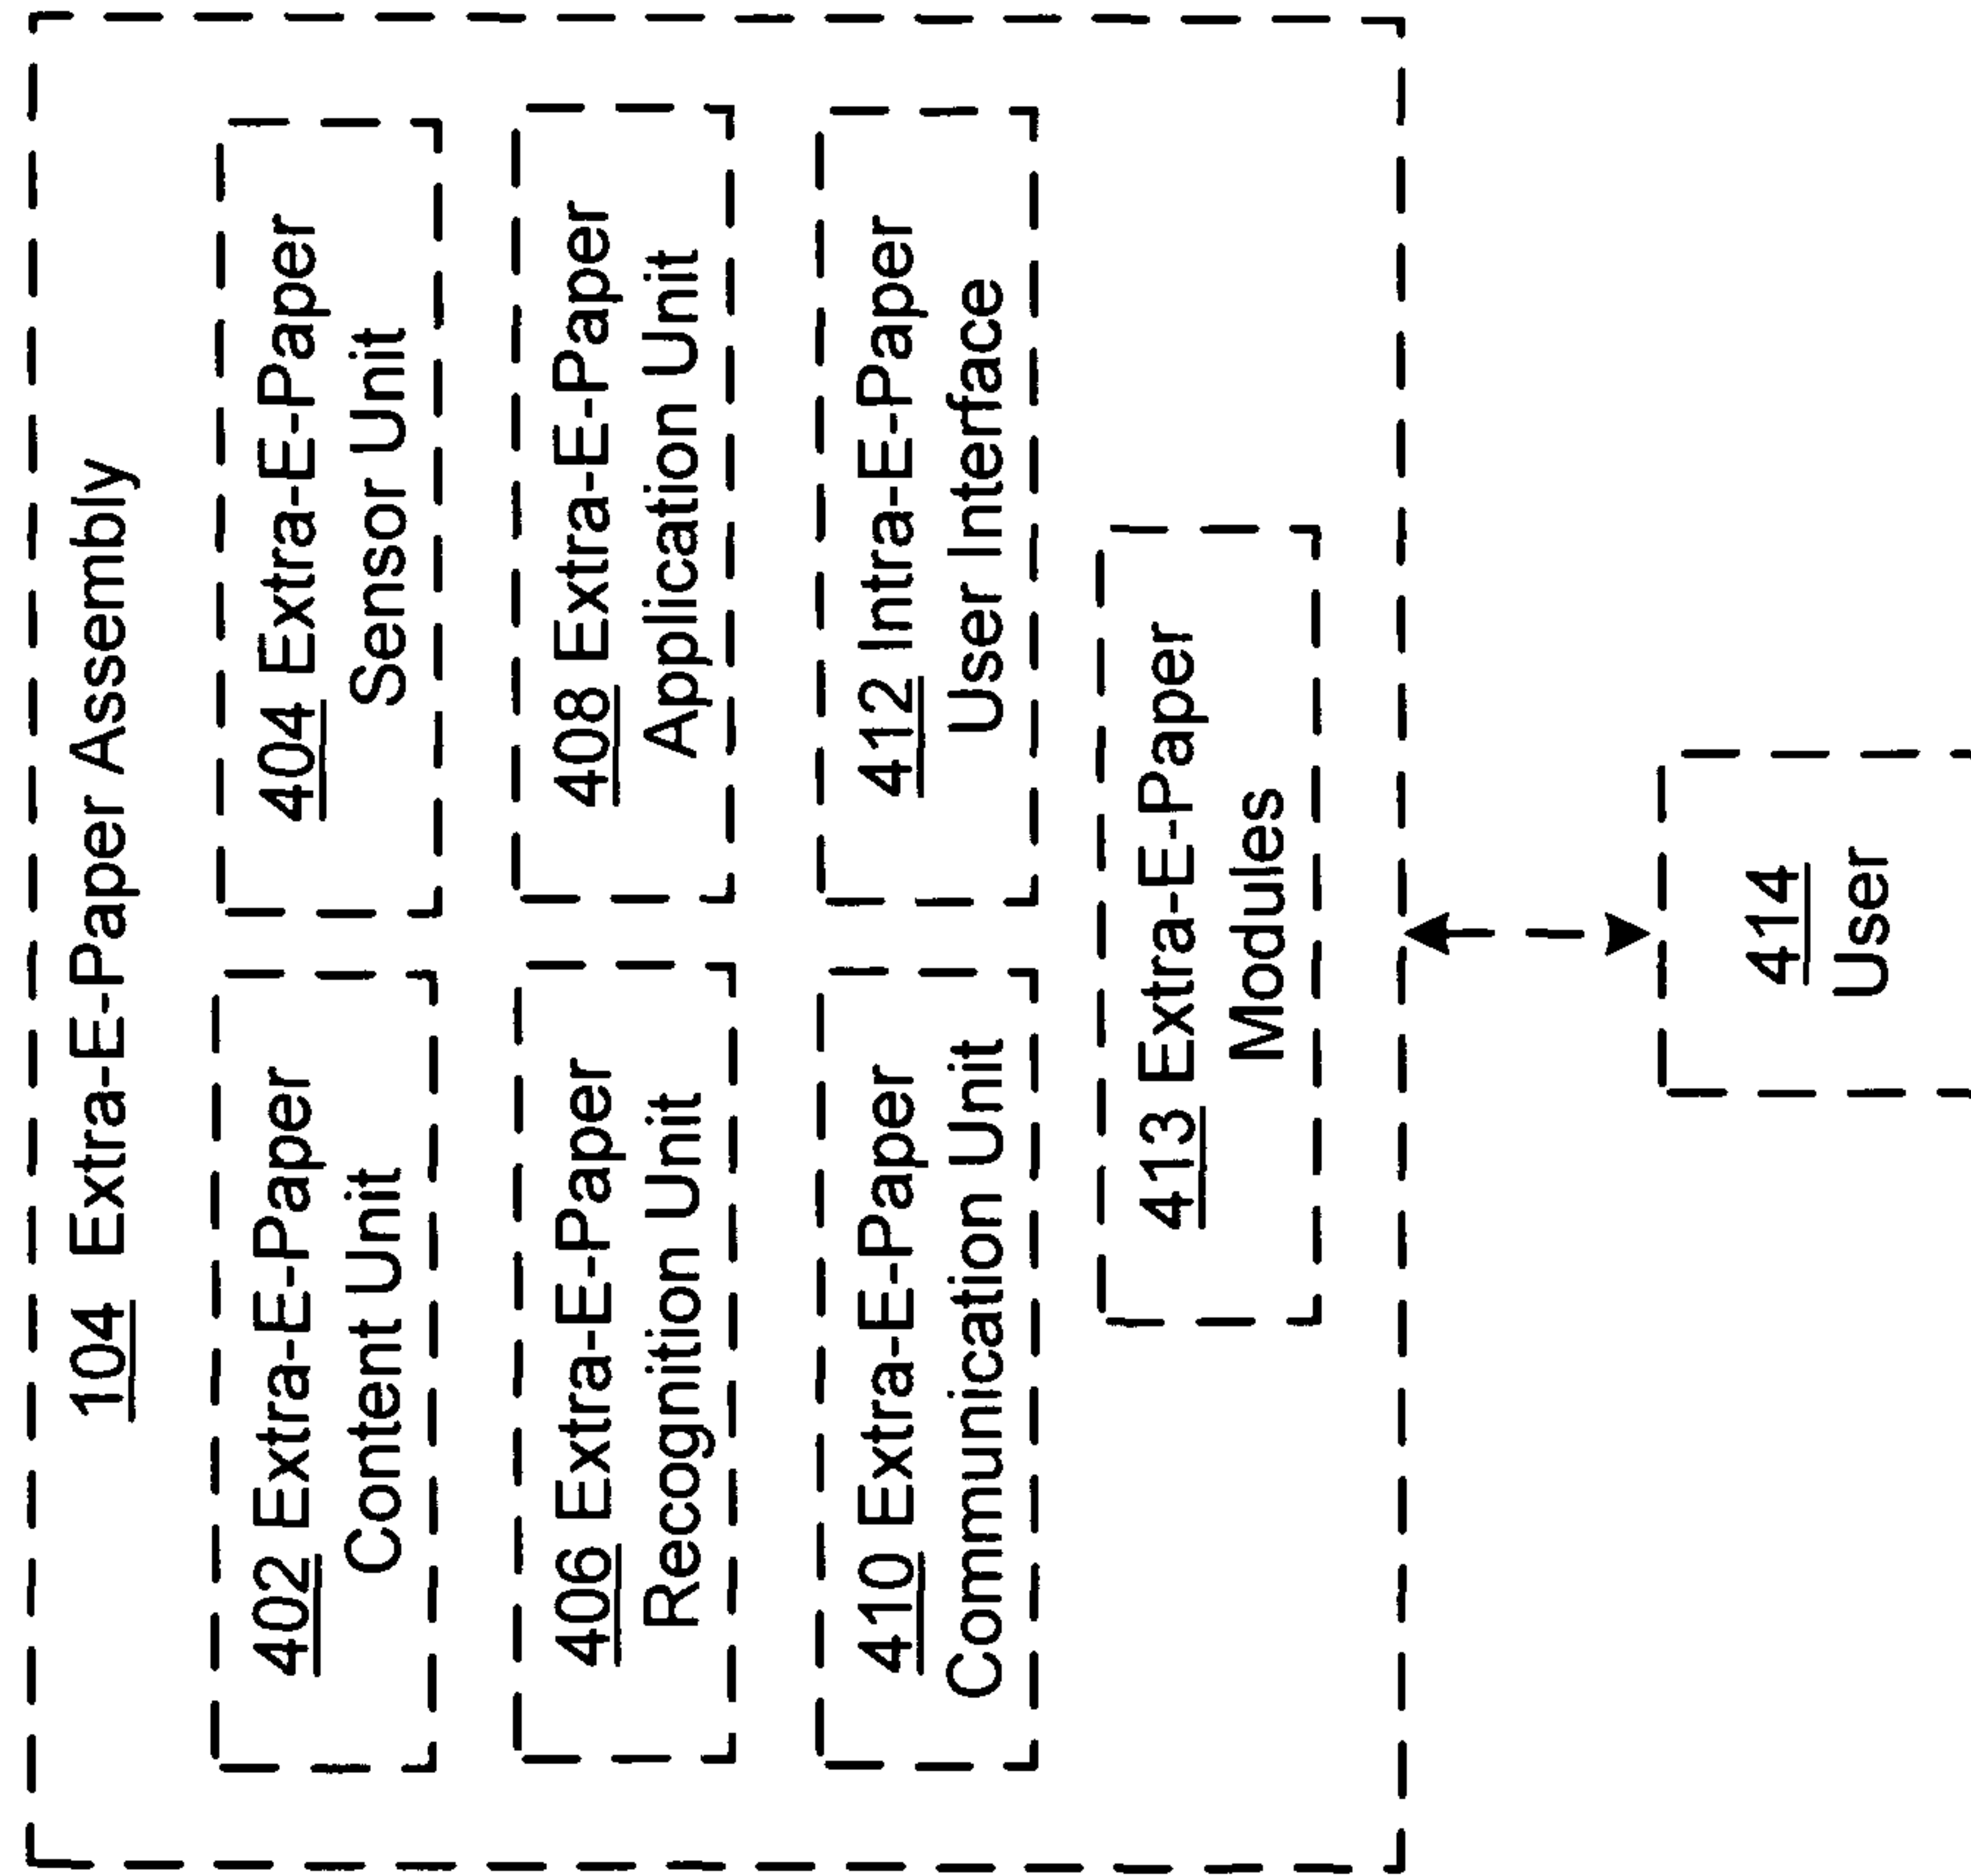 104 Extra-E-Paper Assembly
402 Extra-E-Paper
Content Unit
404 Extra-E-Paper
Sensor Unit
406 Extra-E-Paper
Recognition Unit
408 Extra-E-Paper
Application Unit
410 Extra-E-Paper
Communication Unit
412 Intra-E-Paper
User Interface
413 Extra-E-Paper
Modules
414
User